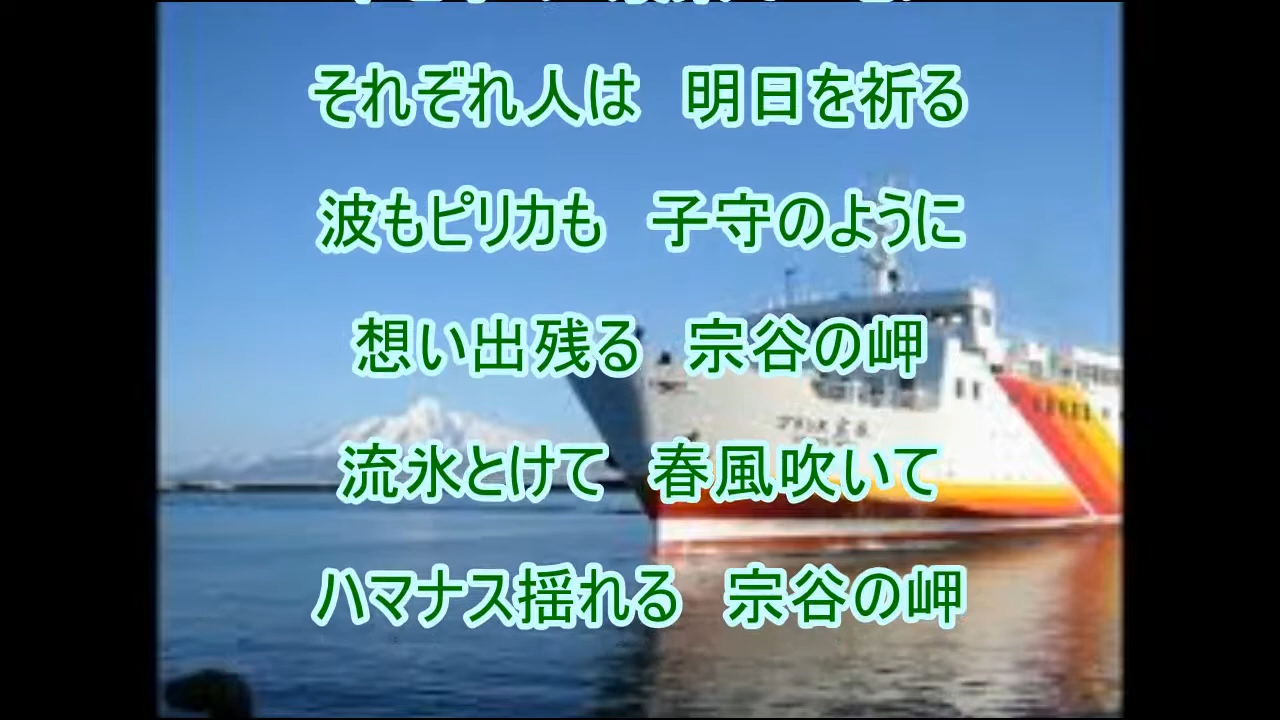 それぞれ人は　明日を祈る
波もピリカも　子守のように
想い出残る　宗谷の岬
流氷とけて　春風吹いて
ハマナス揺れる　宗谷の岬